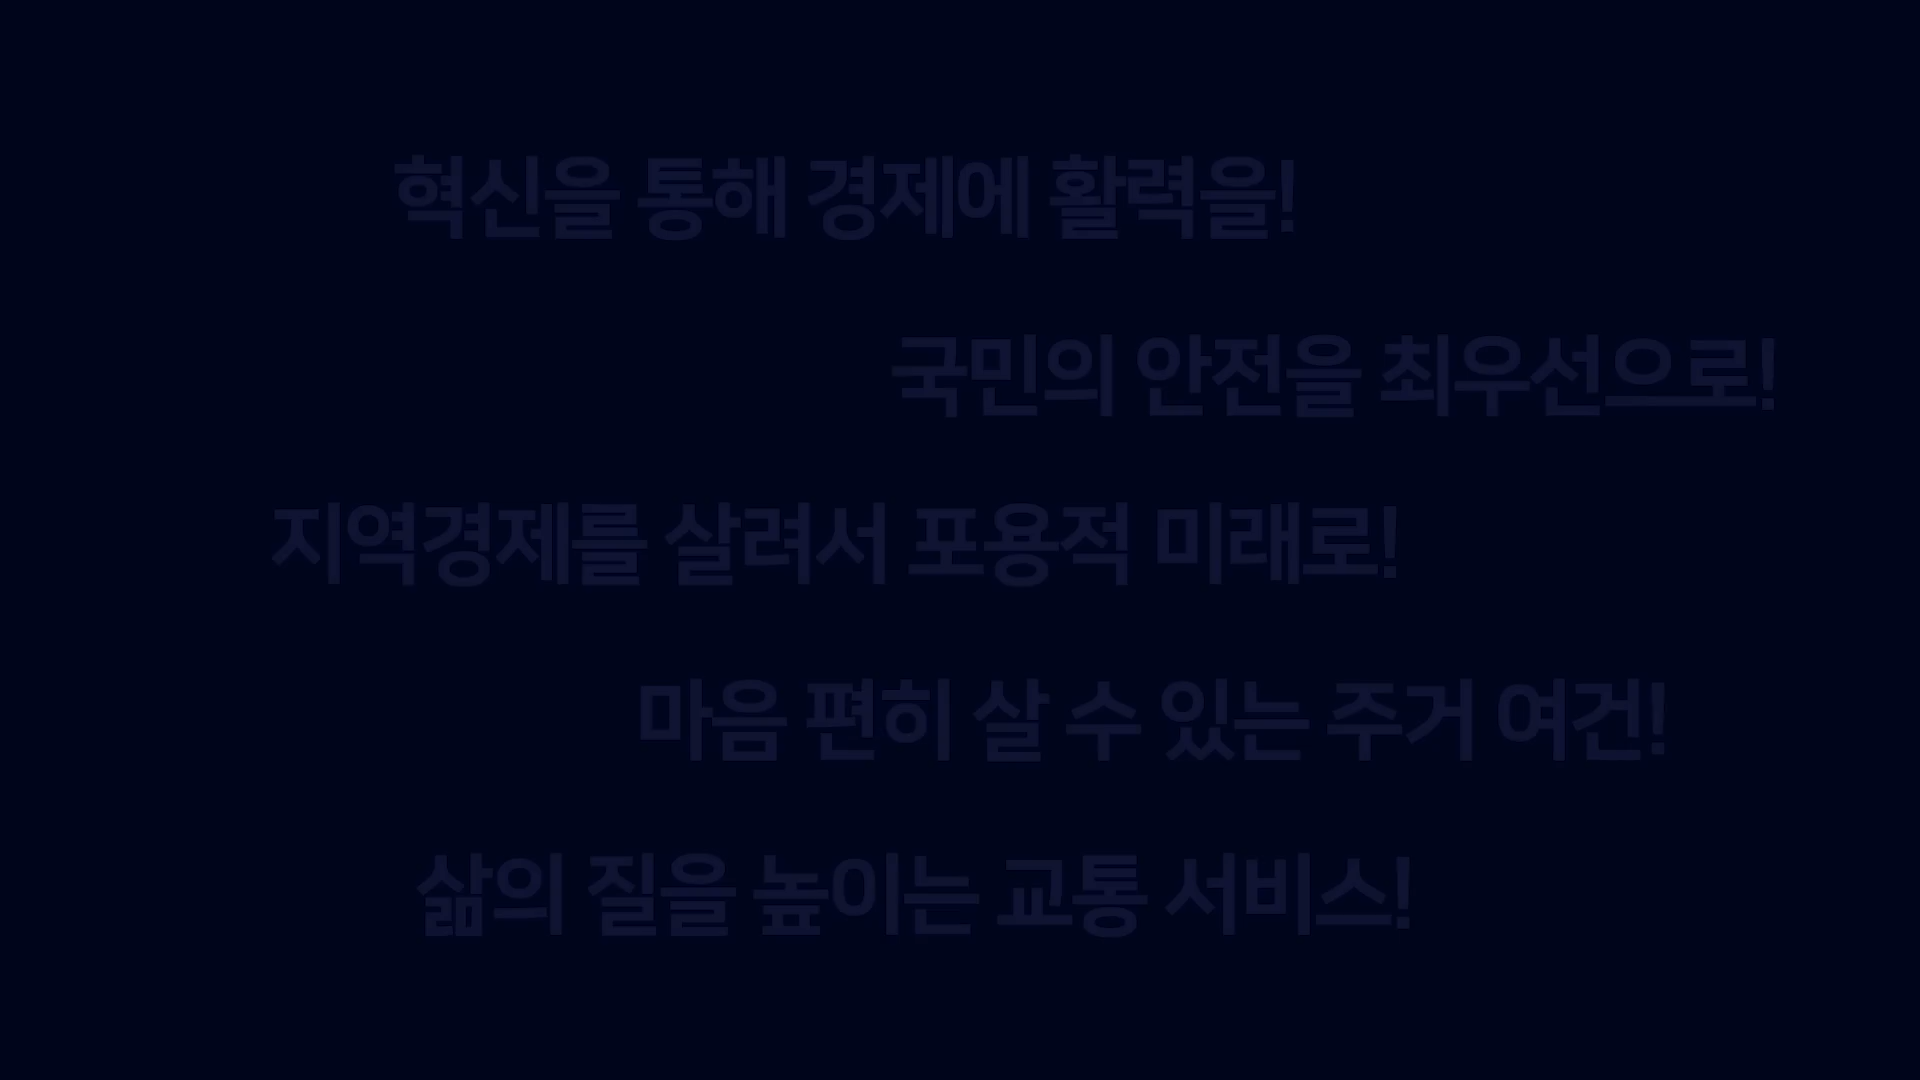 혁신을 통해 경제에 활력을!
국민의 안전을 최우선으로!
지역경제를 살려서 포용적 미래로!
마음 편히 살 수 있는 주거 여건!
삶의 질을 높이는 교통 서비스!